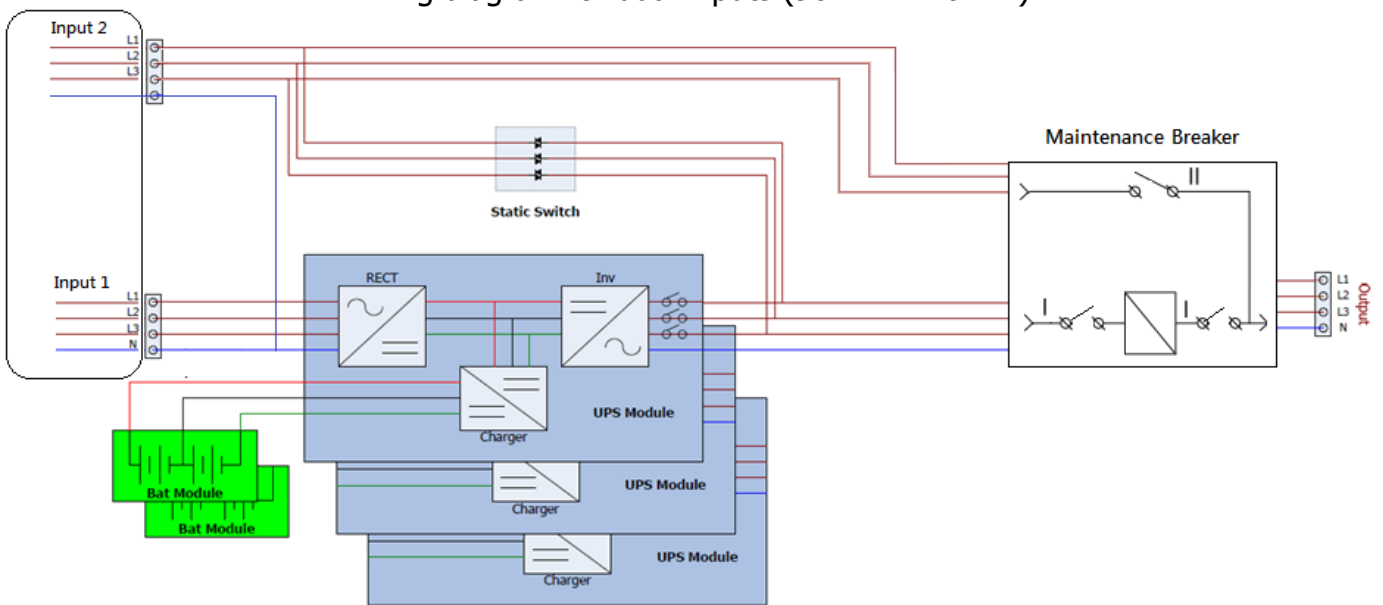 Input 2
L1
L2
L3
Maintenance Breaker
II
Static Switch
Input 1
L1
L2
L3
N
RECT
Inv
I
I
L1
L2
L3
N
Output
UPS Module
Charger
Bat Module
UPS Module
Charger
Bat Module
UPS Module
Charger